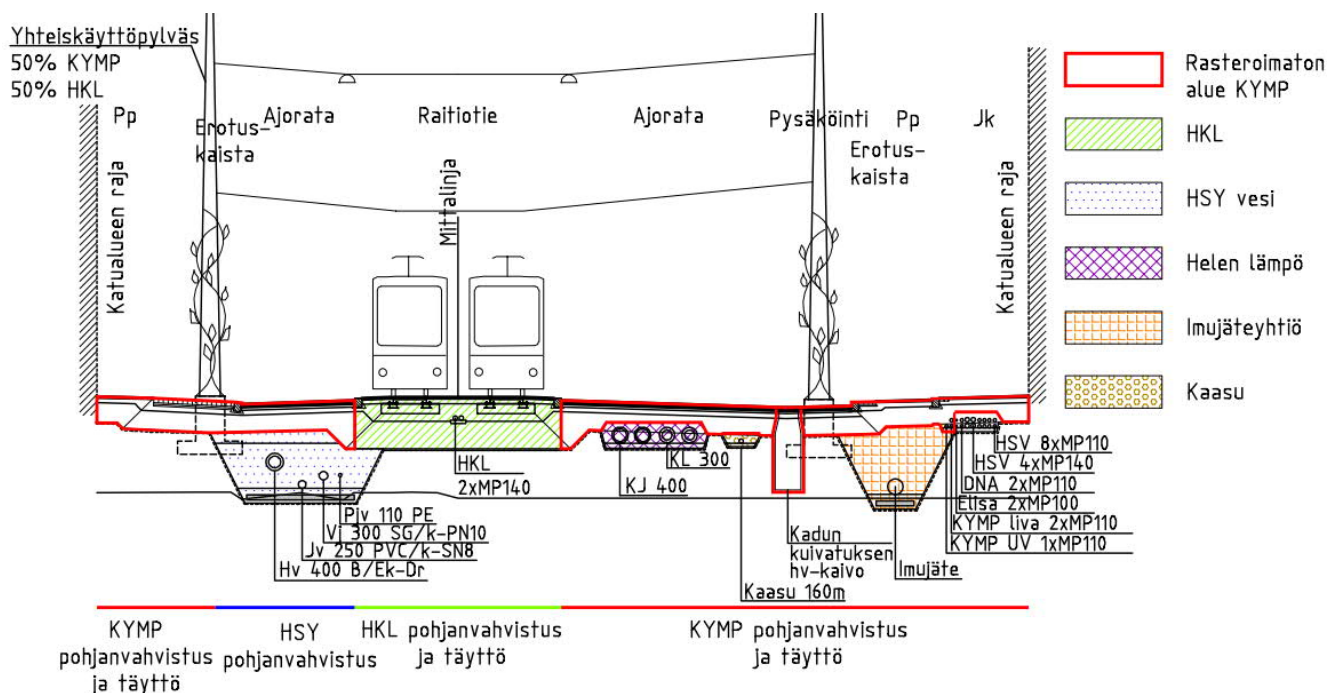 Yhteiskäyttöpylväs
50% KYMP
50% HKL
Pp
Erotus-
kaista
Ajorata
Raitiotie
Ajorata
Pysäköinti
Pp
Jk
Erotus-
kaista
Katualueen raja
Mittalinja
Katualueen raja
Rasteroimaton
alue KYMP
HKL
HSY vesi
Helen lämpö
Imujäteyhtiö
Kaasu
HKL
2xMP140
KL 300
KJ 400
HSV 8xMP110
HSV 4xMP140
DNA 2xMP110
Elisa 2xMP100
KYMP liva 2xMP110
KYMP UV 1xMP110
Pjv 110 PE
Vj 300 SG/k-PN10
Jv 250 PVC/k-SN8
Hv 400 B/Ek-Dr
Kadun
kuivatuksen
hv-kaivo
Kaasu 160m
Imujäte
KYMP
pohjanvahvistus
ja täyttö
HSY
pohjanvahvistus
HKL pohjanvahvistus
ja täyttö
KYMP pohjanvahvistus
ja täyttö